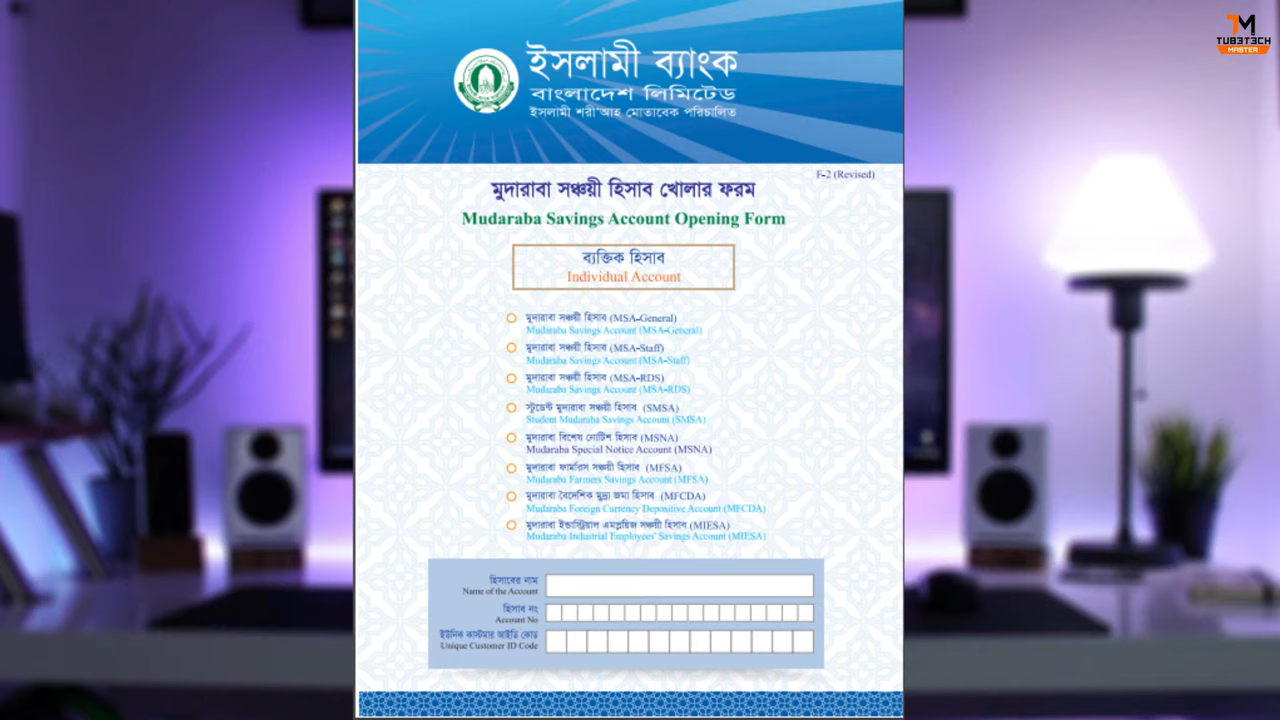 TM
TUB3T3CH
MASTER
ইসলামী ব্যাংক
বাংলাদেশ লিমিটেড
ইসলামী শরী'আহ মোতাবেক পরিচালিত
F-2 (Revised)
মুদারাবা সঞ্চয়ী হিসাব খোলার ফরম
Mudaraba Savings Account Opening Form
ব্যক্তিক হিসাব
Individual Account
মুদারাবা সঞ্চয়ী হিসাব (MSA-General)
Mudaraba Savings Account (MSA-General)
মুদারাবা সঞ্চয়ী হিসাব (MSA-Staff)
Mudaraba Savings Account (MSA-Staff)
মুদারাবা সঞ্চয়ী হিসাব (MSA-RDS)
Mudaraba Savings Account (MSA-RDS)
স্টুডেন্ট মুদারাবা সঞ্চয়ী হিসাব (SMSA)
Student Mudaraba Savings Account (SMSA)
মুদারাবা বিশেষ নোটিশ হিসাব (MSNA)
Mudaraba Special Notice Account (MSNA)
মুদারাবা ফার্মারস সঞ্চয়ী হিসাব (MFSA)
Mudaraba Farmers Savings Account (MFSA)
মুদারাবা বৈদেশিক মুদ্রা জমা হিসাব (MFCDA)
Mudaraba Foreign Currency Depositive Account (MFCDA)
মুদারাবা ইন্ডাস্ট্রিয়াল এমপ্লয়িজ সঞ্চয়ী হিসাব (MIESA)
Mudaraba Industrial Employees' Savings Account (MIESA)
হিসাবের নাম
Name of the Account
হিসাব নং
Account No
ইউনিক কাস্টমার আইডি কোড
Unique Customer ID Code